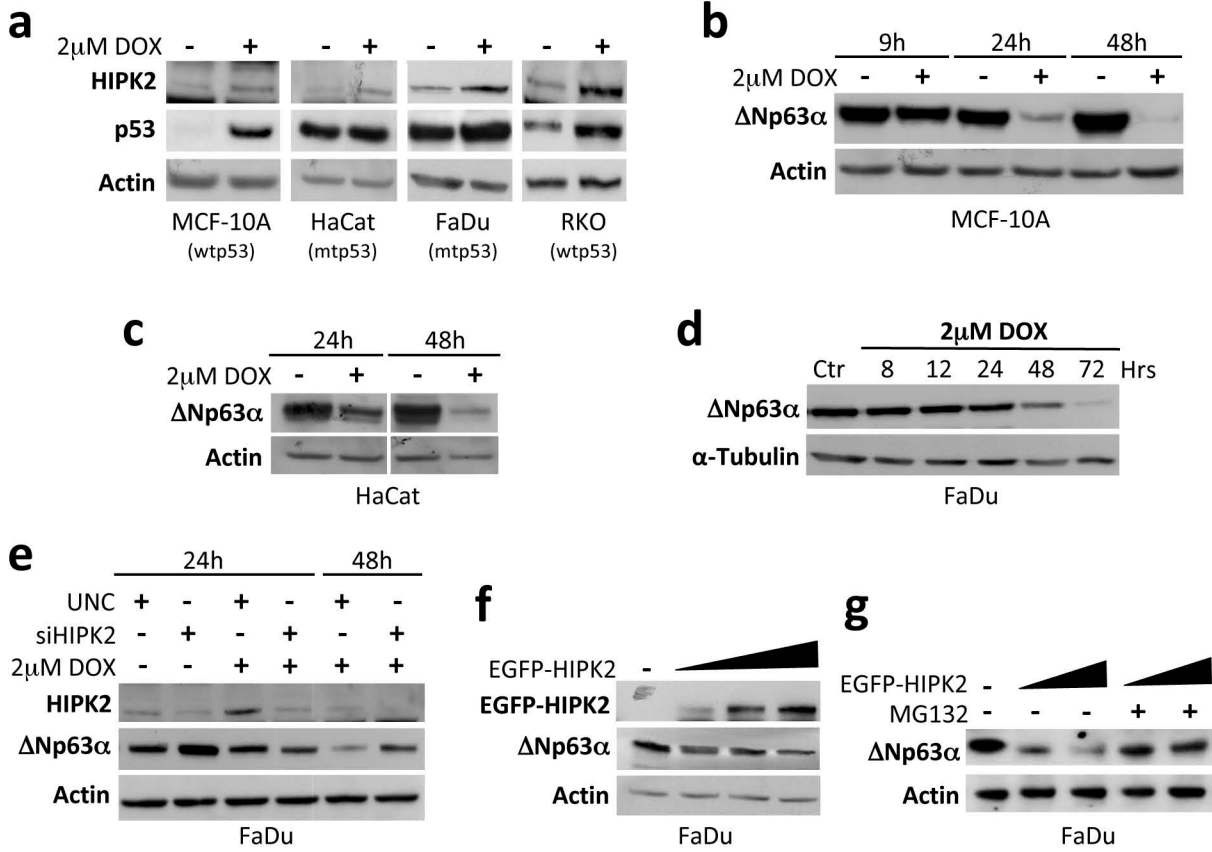 a
2μM DOX - + - + - + - +
HIPK2
p53
Actin
MCF-10A HaCat FaDu RKO
(wtp53) (mtp53) (mtp53) (wtp53)
b
9h 24h 48h
2μM DOX - + - + - +
ΔNp63α
Actin
MCF-10A
c
24h 48h
2μM DOX - + - +
ΔNp63α
Actin
HaCat
d
2μM DOX
Ctr 8 12 24 48 72 Hrs
ΔNp63α
α-Tubulin
FaDu
e
24h 48h
UNC + - + - + -
siHIPK2 - + - + - +
2μM DOX - - + + + +
HIPK2
ΔNp63α
Actin
FaDu
f
EGFP-HIPK2 -
EGFP-HIPK2
ΔNp63α
Actin
FaDu
g
EGFP-HIPK2 -
MG132 - - - + +
ΔNp63α
Actin
FaDu